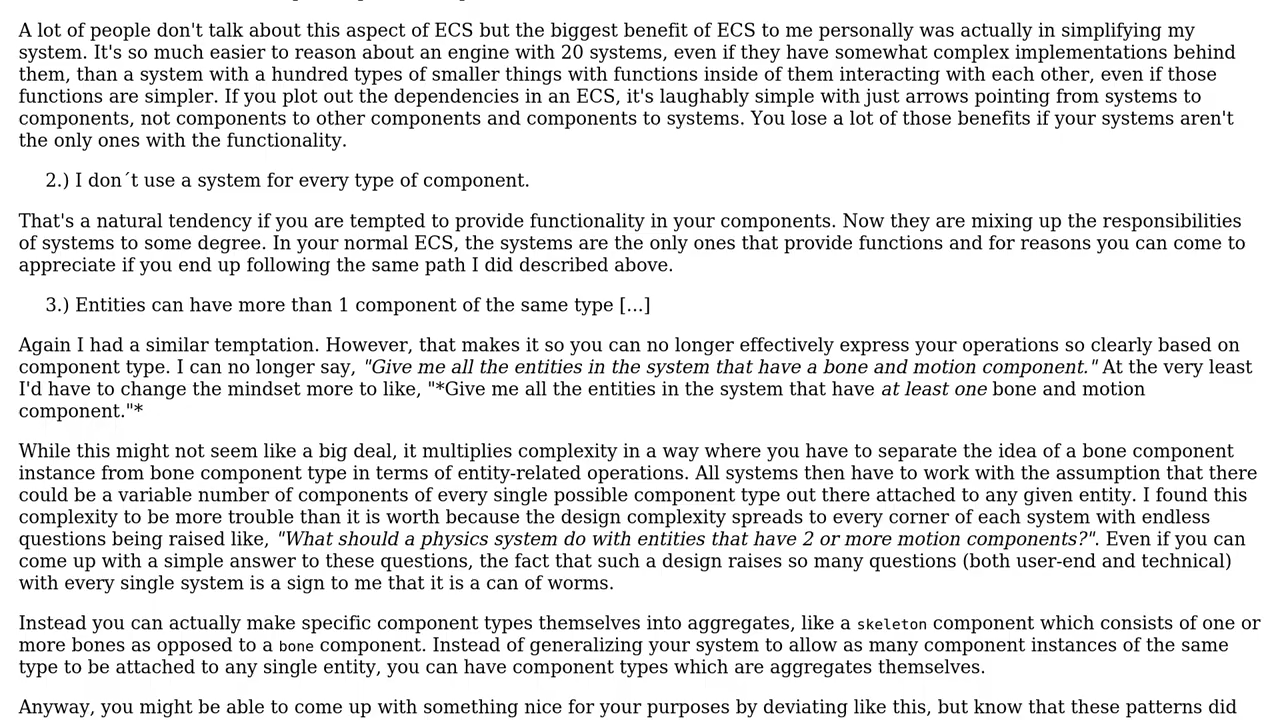 A lot of people don't talk about this aspect of ECS but the biggest benefit of ECS to me personally was actually in simplifying my
system. It's so much easier to reason about an engine with 20 systems, even if they have somewhat complex implementations behind
them, than a system with a hundred types of smaller things with functions inside of them interacting with each other, even if those
functions are simpler. If you plot out the dependencies in an ECS, it's laughably simple with just arrows pointing from systems to
components, not components to other components and components to systems. You lose a lot of those benefits if your systems aren't
the only ones with the functionality.
2.) I don´t use a system for every type of component.
That's a natural tendency if you are tempted to provide functionality in your components. Now they are mixing up the responsibilities
of systems to some degree. In your normal ECS, the systems are the only ones that provide functions and for reasons you can come to
appreciate if you end up following the same path I did described above.
3.) Entities can have more than 1 component of the same type [...]
Again I had a similar temptation. However, that makes it so you can no longer effectively express your operations so clearly based on
component type. I can no longer say, "Give me all the entities in the system that have a bone and motion component." At the very least
I'd have to change the mindset more to like, "*Give me all the entities in the system that have at least one bone and motion
component."*
While this might not seem like a big deal, it multiplies complexity in a way where you have to separate the idea of a bone component
instance from bone component type in terms of entity-related operations. All systems then have to work with the assumption that there
could be a variable number of components of every single possible component type out there attached to any given entity. I found this
complexity to be more trouble than it is worth because the design complexity spreads to every corner of each system with endless
questions being raised like, "What should a physics system do with entities that have 2 or more motion components?". Even if you can
come up with a simple answer to these questions, the fact that such a design raises so many questions (both user-end and technical)
with every single system is a sign to me that it is a can of worms.
Instead you can actually make specific component types themselves into aggregates, like a skeleton component which consists of one or
more bones as opposed to a bone component. Instead of generalizing your system to allow as many component instances of the same
type to be attached to any single entity, you can have component types which are aggregates themselves.
Anyway, you might be able to come up with something nice for your purposes by deviating like this, but know that these patterns did